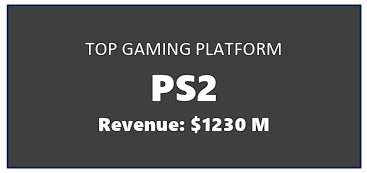 TOP GAMING PLATFORM
PS2
Revenue: $1230 M